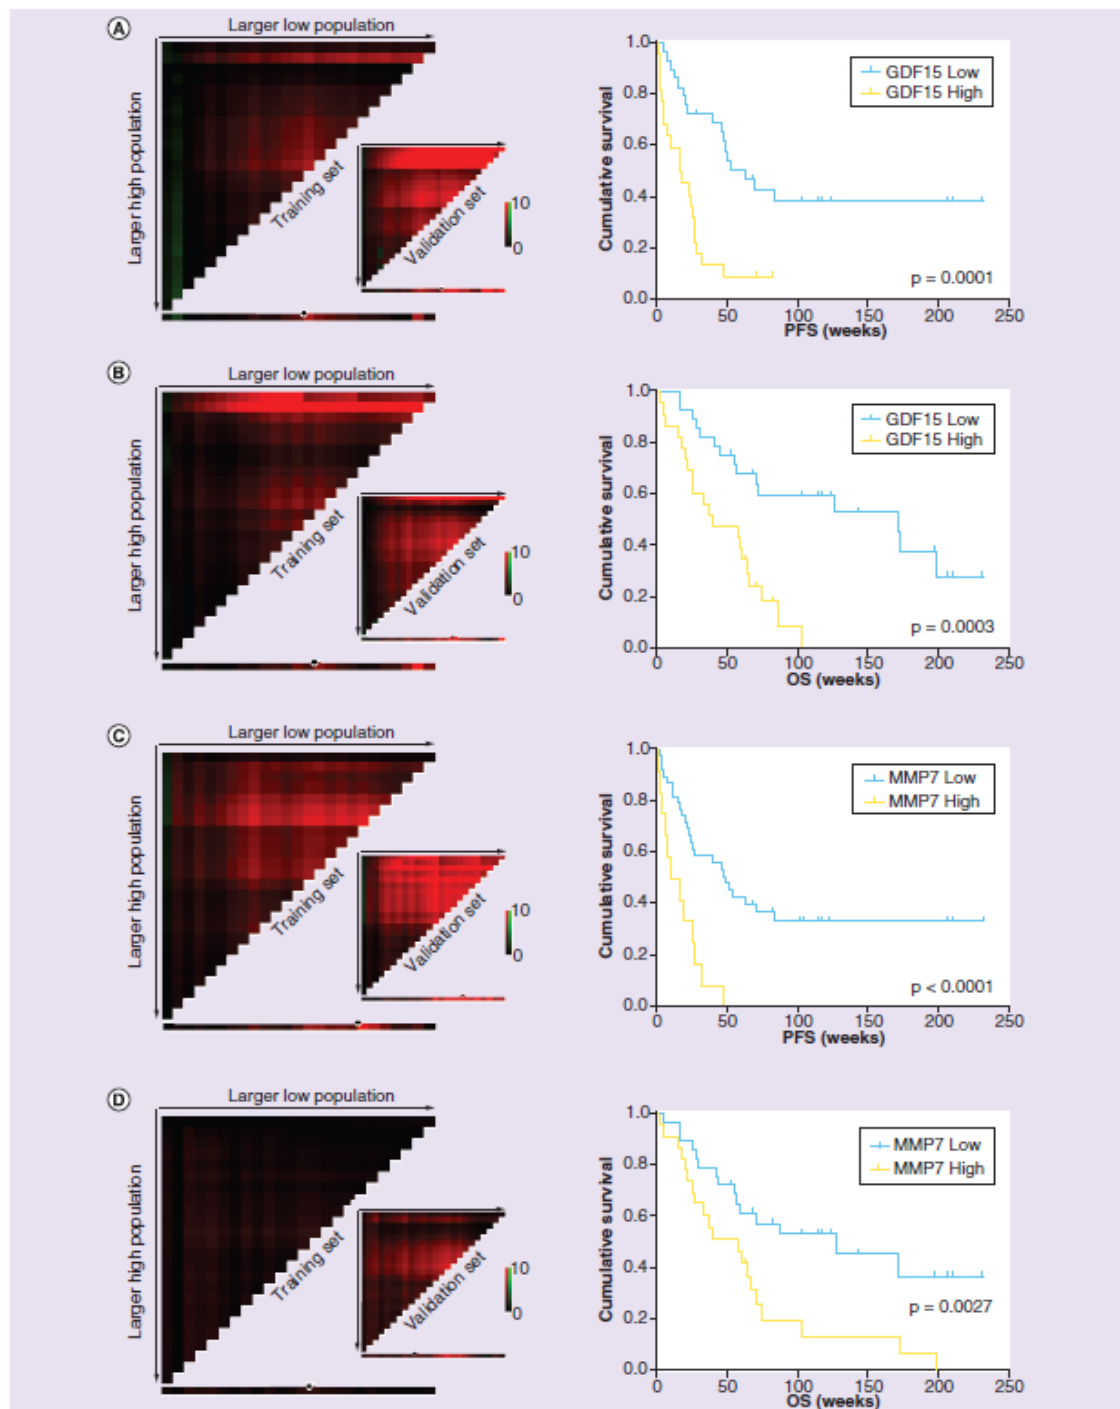 A
Larger low population
Larger high population
Training set
Validation set
10
0
1.0
0.8
0.6
0.4
0.2
0.0
Cumulative survival
GDF15 Low
GDF15 High
p = 0.0001
0
50
100
150
200
250
PFS (weeks)
B
Larger low population
Larger high population
Training set
Validation set
10
0
1.0
0.8
0.6
0.4
0.2
0.0
Cumulative survival
GDF15 Low
GDF15 High
p = 0.0003
0
50
100
150
200
250
OS (weeks)
C
Larger low population
Larger high population
Training set
Validation set
10
0
1.0
0.8
0.6
0.4
0.2
0.0
Cumulative survival
MMP7 Low
MMP7 High
p < 0.0001
0
50
100
150
200
250
PFS (weeks)
D
Larger low population
Larger high population
Training set
Validation set
10
0
1.0
0.8
0.6
0.4
0.2
0.0
Cumulative survival
MMP7 Low
MMP7 High
p = 0.0027
0
50
100
150
200
250
OS (weeks)